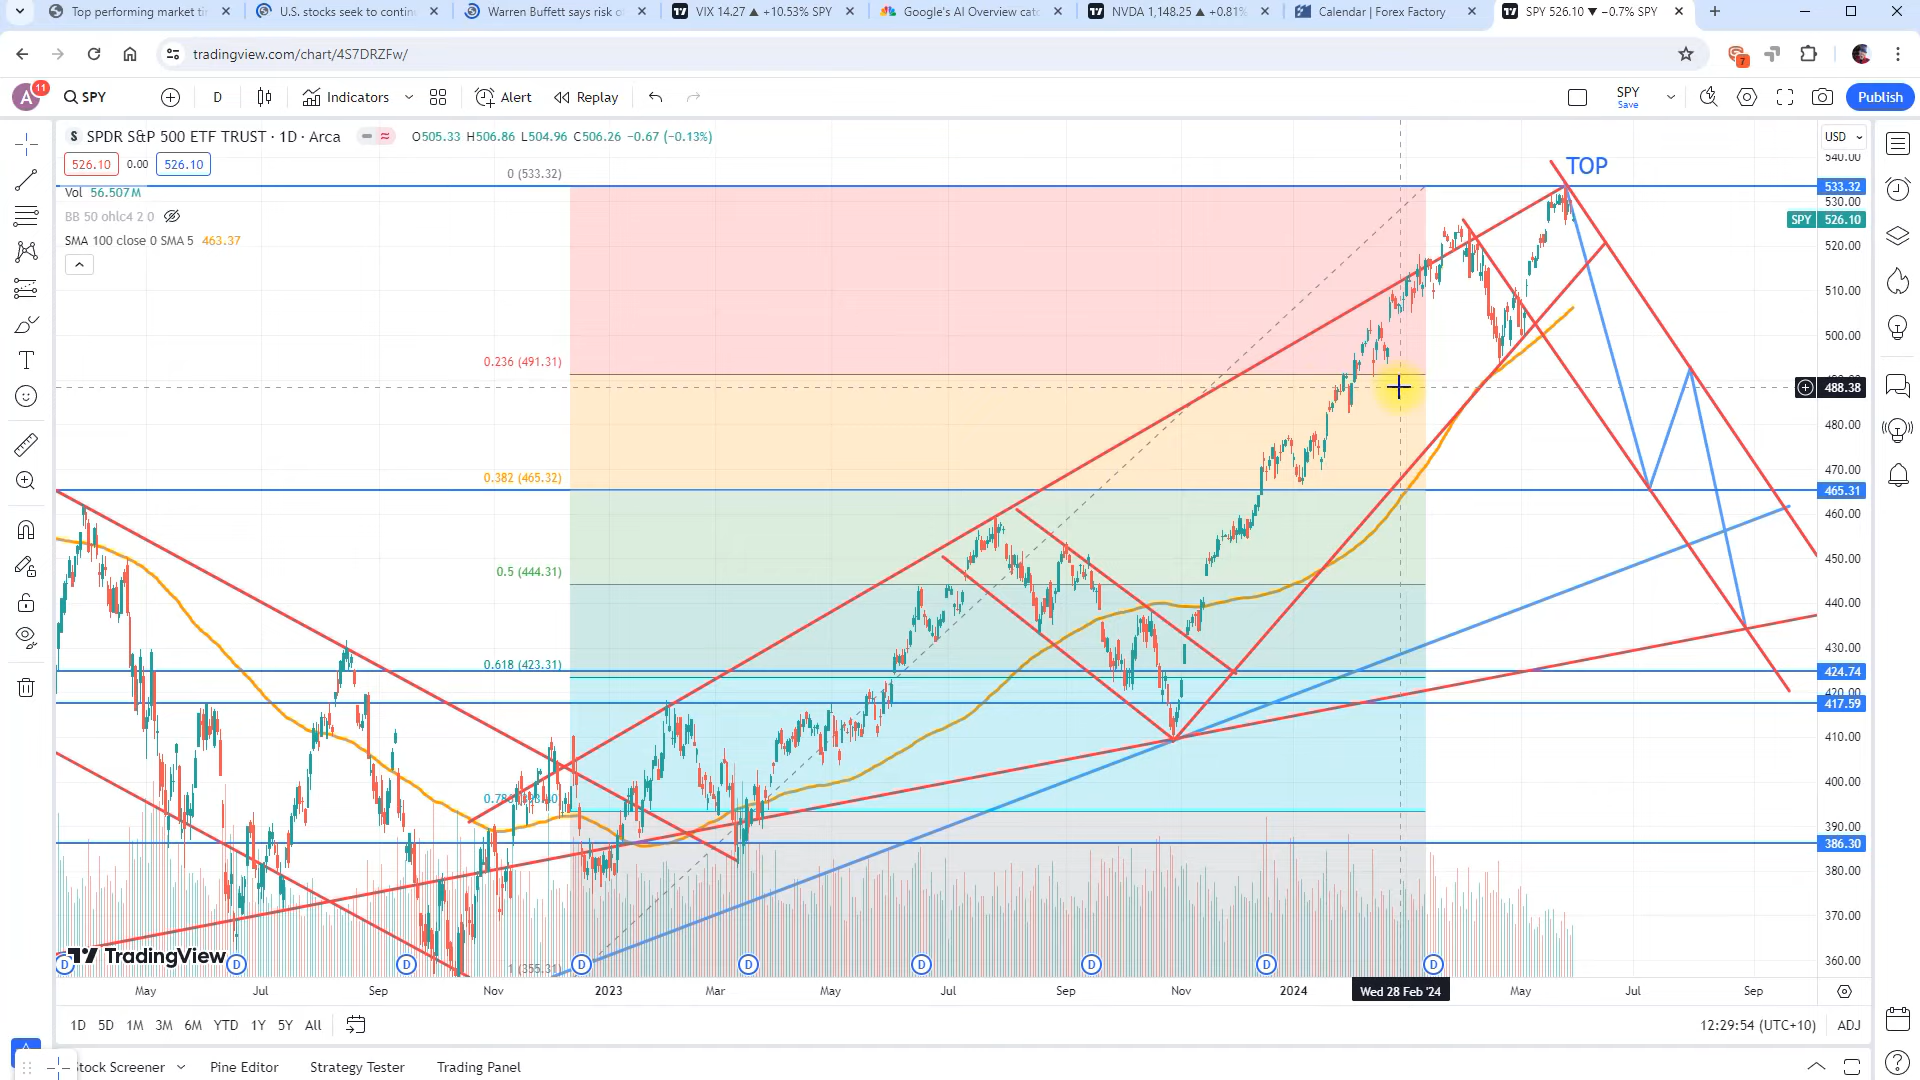 Top performing market ti
U.S. stocks seek to contin
Warren Buffett says risk o
VIX 14.27 ▲ +10.53% SPY
Google's AI Overview cat
NVDA 1,148.25 ▲ +0.81%
Calendar | Forex Factory
SPY 526.10 ▼ −0.7% SPY
tradingview.com/chart/4S7DRZFw/
7
A
11
SPY
D
Indicators
Alert
Replay
SPY
Save
Publish
S SPDR S&P 500 ETF TRUST · 1D · Arca
O505.33 H506.86 L504.96 C506.26 −0.67 (−0.13%)
USD
526.10
0.00
526.10
Vol 56.507M
BB 50 ohlc4 2 0
SMA 100 close 0 SMA 5 463.37
TOP
0 (533.32)
0.236 (491.31)
0.382 (465.32)
0.5 (444.31)
0.618 (423.31)
1 (355.31)
540.00
533.32
530.00
SPY 526.10
520.00
510.00
500.00
488.38
480.00
470.00
465.31
460.00
450.00
440.00
430.00
424.74
420.00
417.59
410.00
400.00
390.00
386.30
380.00
370.00
360.00
TradingView
D D D D D D D D D
May
Jul
Sep
Nov
2023
Mar
May
Jul
Sep
Nov
2024
Wed 28 Feb '24
May
Jul
Sep
1D 5D 1M 3M 6M YTD 1Y 5Y All
12:29:54 (UTC+10)
ADJ
tock Screener
Pine Editor
Strategy Tester
Trading Panel